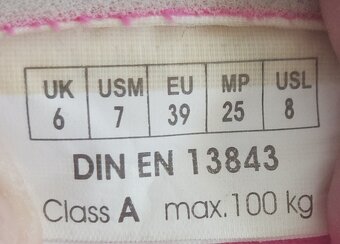 UK USM EU MP USL
6 7 39 25 8
DIN EN 13843
Class A max.100 kg